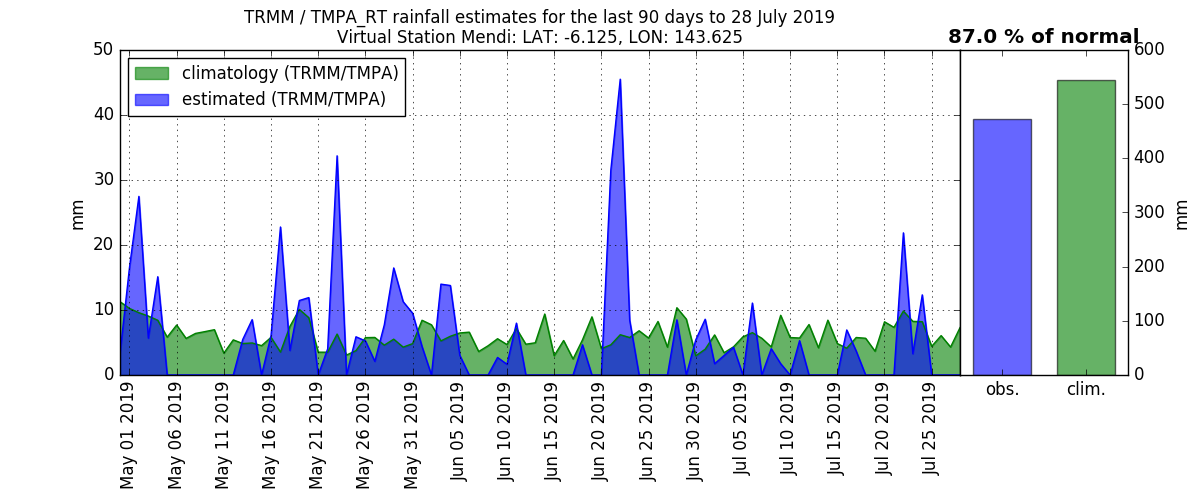 TRMM / TMPA_RT rainfall estimates for the last 90 days to 28 July 2019
Virtual Station Mendi: LAT: -6.125, LON: 143.625
87.0 % of normal
climatology (TRMM/TMPA)
estimated (TRMM/TMPA)
50
40
30
20
10
0
mm
May 01 2019
May 06 2019
May 11 2019
May 16 2019
May 21 2019
May 26 2019
May 31 2019
Jun 05 2019
Jun 10 2019
Jun 15 2019
Jun 20 2019
Jun 25 2019
Jun 30 2019
Jul 05 2019
Jul 10 2019
Jul 15 2019
Jul 20 2019
Jul 25 2019
obs.
clim.
600
500
400
300
200
100
0
mm